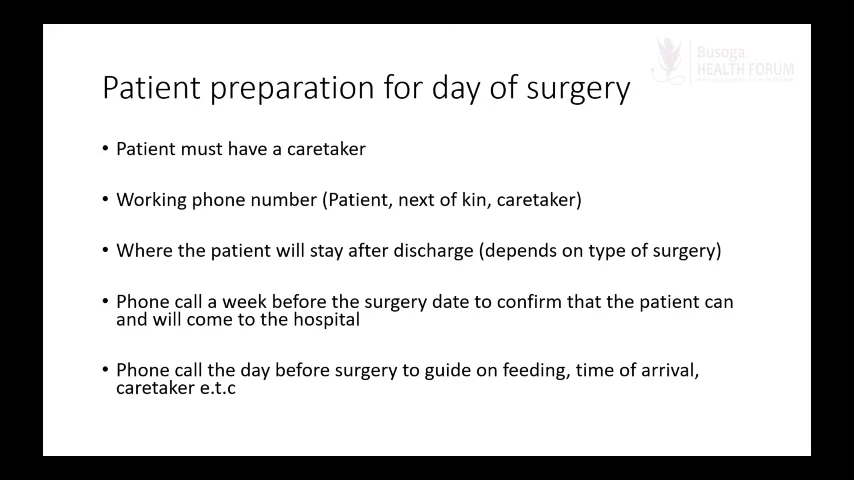 Busoga
HEALTH FORUM
Patient preparation for day of surgery
• Patient must have a caretaker
• Working phone number (Patient, next of kin, caretaker)
• Where the patient will stay after discharge (depends on type of surgery)
• Phone call a week before the surgery date to confirm that the patient can
and will come to the hospital
• Phone call the day before surgery to guide on feeding, time of arrival,
caretaker e.t.c